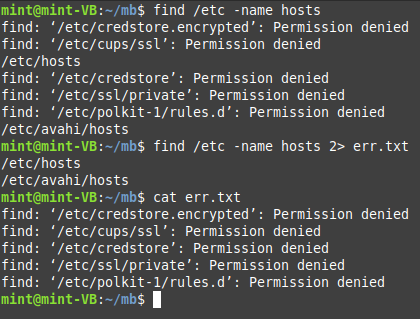 mint@mint-VB:~/mb$ find /etc -name hosts
find: ‘/etc/credstore.encrypted’: Permission denied
find: ‘/etc/cups/ssl’: Permission denied
/etc/hosts
find: ‘/etc/credstore’: Permission denied
find: ‘/etc/ssl/private’: Permission denied
find: ‘/etc/polkit-1/rules.d’: Permission denied
/etc/avahi/hosts
mint@mint-VB:~/mb$ find /etc -name hosts 2> err.txt
/etc/hosts
/etc/avahi/hosts
mint@mint-VB:~/mb$ cat err.txt
find: ‘/etc/credstore.encrypted’: Permission denied
find: ‘/etc/cups/ssl’: Permission denied
find: ‘/etc/credstore’: Permission denied
find: ‘/etc/ssl/private’: Permission denied
find: ‘/etc/polkit-1/rules.d’: Permission denied
mint@mint-VB:~/mb$